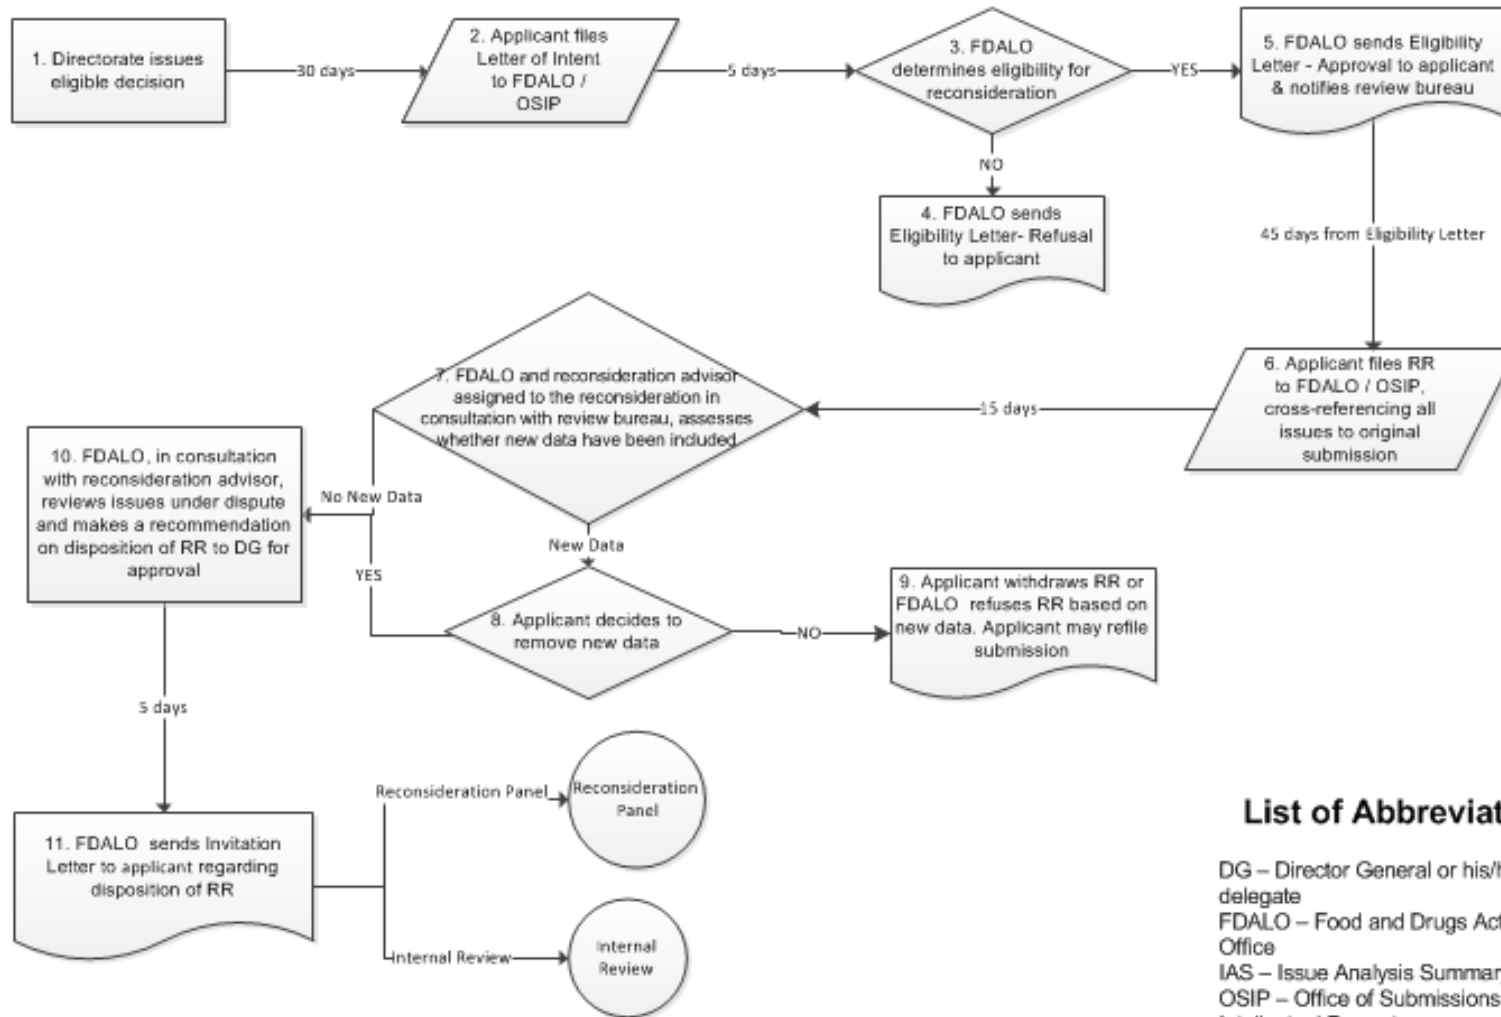 1. Directorate issues
eligible decision
30 days
2. Applicant files
Letter of Intent
to FDALO /
OSIP
5 days
3. FDALO
determines eligibility for
reconsideration
YES
5. FDALO sends Eligibility
Letter - Approval to applicant
& notifies review bureau
NO
4. FDALO sends
Eligibility Letter- Refusal
to applicant
45 days from Eligibility Letter
6. Applicant files RR
to FDALO / OSIP,
cross-referencing all
issues to original
submission
15 days
7. FDALO and reconsideration advisor
assigned to the reconsideration in
consultation with review bureau, assesses
whether new data have been included
No New Data
New Data
8. Applicant decides to
remove new data
YES
NO
9. Applicant withdraws RR or
FDALO refuses RR based on
new data. Applicant may refile
submission
10. FDALO, in consultation
with reconsideration advisor,
reviews issues under dispute
and makes a recommendation
on disposition of RR to DG for
approval
5 days
11. FDALO sends Invitation
Letter to applicant regarding
disposition of RR
Reconsideration Panel
Reconsideration
Panel
Internal Review
Internal
Review
List of Abbreviat
DG – Director General or his/h
delegate
FDALO – Food and Drugs Act
Office
IAS – Issue Analysis Summar
OSIP – Office of Submissions